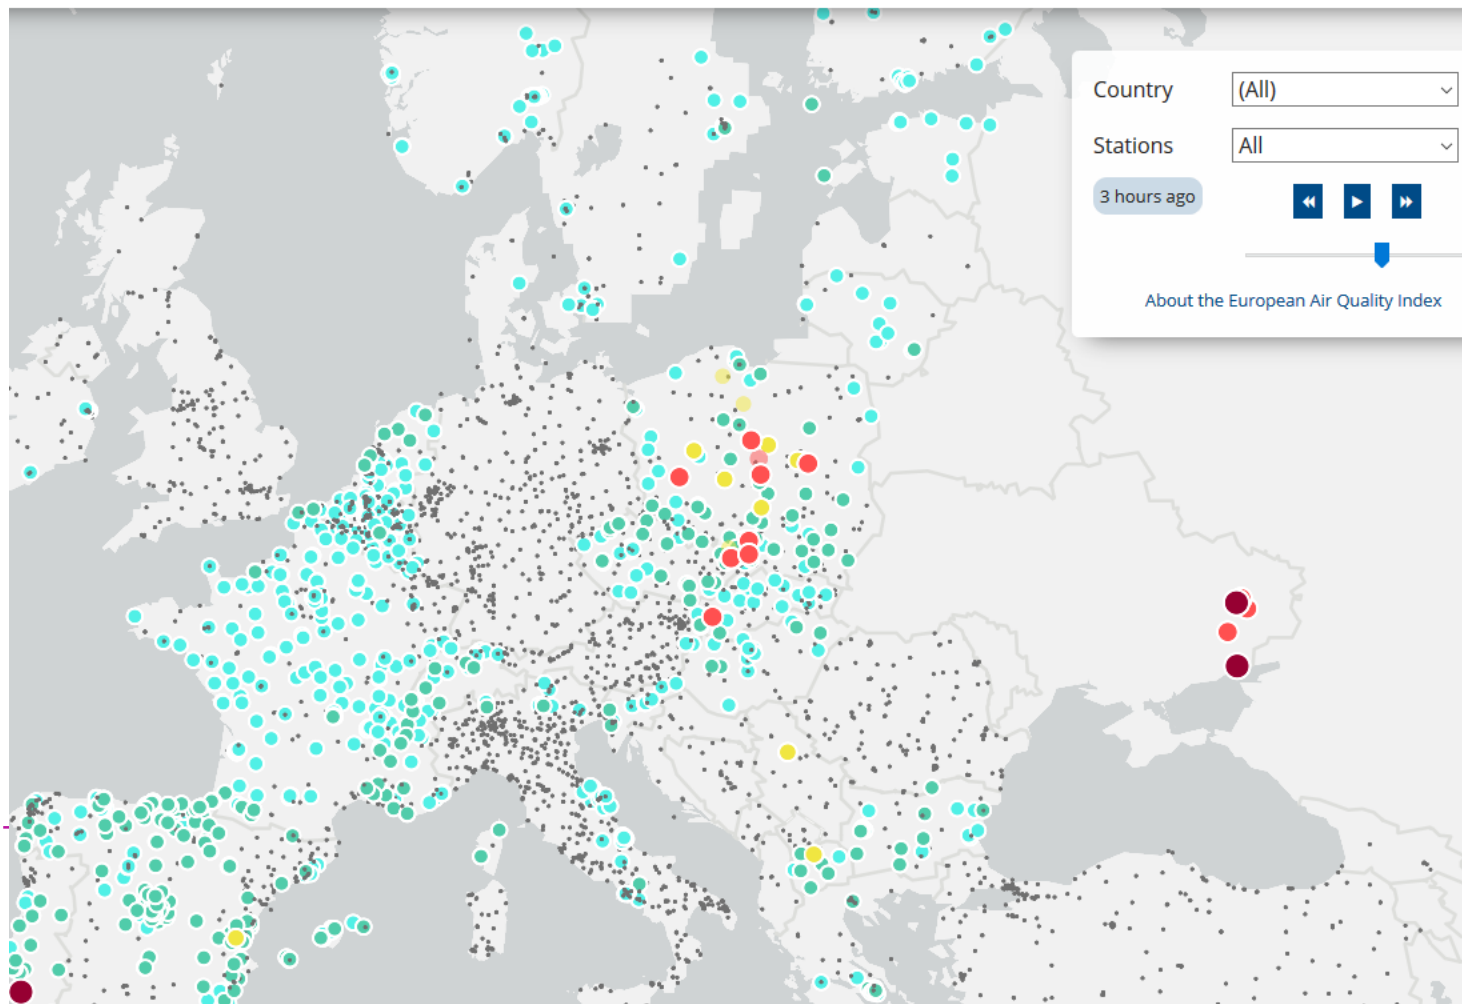 Country
(All)
Stations
All
3 hours ago
About the European Air Quality Index